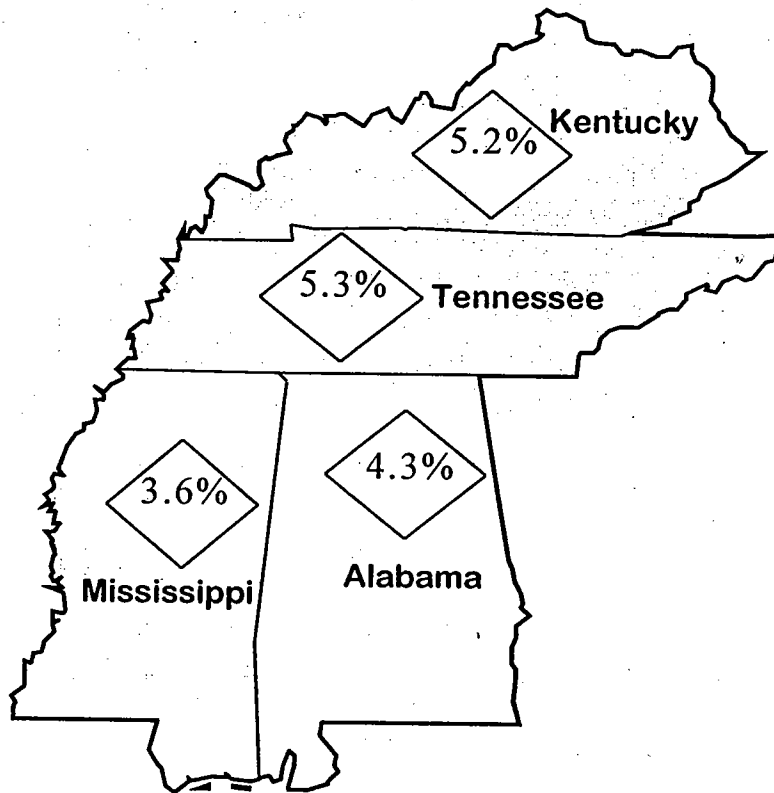 Kentucky
5.2%
5.3%
Tennessee
3.6%
4.3%
Mississippi
Alabama